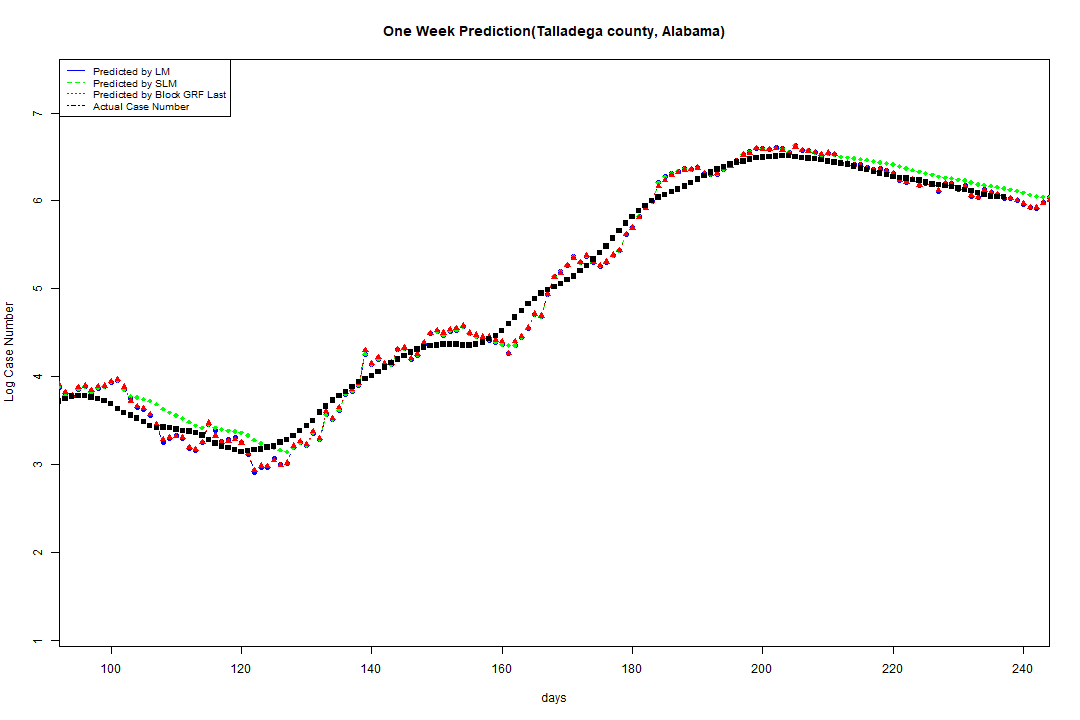 One Week Prediction(Talladega county, Alabama)
Predicted by LM
Predicted by SLM
Predicted by Block GRF Last
Actual Case Number
Log Case Number
7
6
5
4
3
2
1
100 120 140 160 180 200 220 240
days